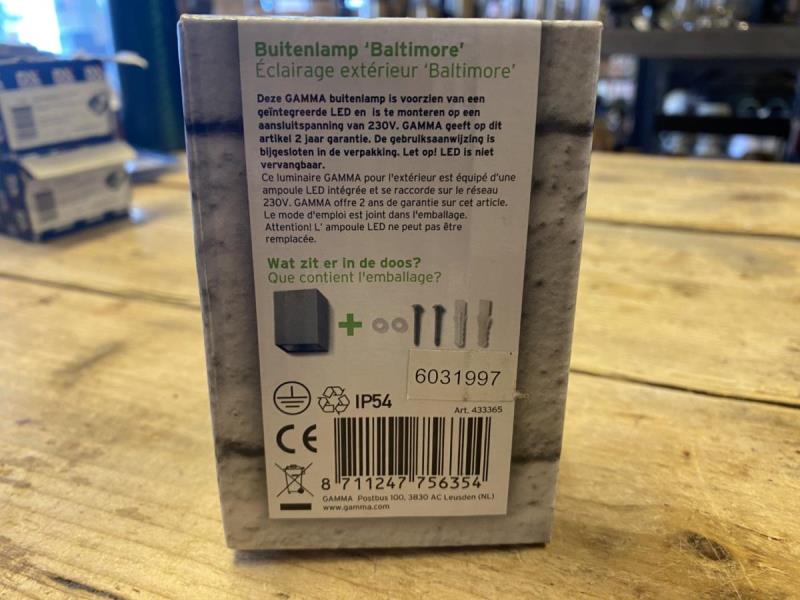 Buitenlamp ‘Baltimore’
Éclairage extérieur ‘Baltimore’
Deze GAMMA buitenlamp is voorzien van een
geïntegreerde LED en is te monteren op een
aansluitspanning van 230V. GAMMA geeft op dit
artikel 2 jaar garantie. De gebruiksaanwijzing is
bijgesloten in de verpakking. Let op! LED is niet
vervangbaar.
Ce luminaire GAMMA pour l'extérieur est équipé d'une
ampoule LED intégrée et se raccorde sur le réseau
230V. GAMMA offre 2 ans de garantie sur cet article.
Le mode d'emploi est joint dans l'emballage.
Attention! L' ampoule LED ne peut pas être
remplacée.
Wat zit er in de doos?
Que contient l'emballage?
6031997
IP54
Art. 433365
CE
8 711247 756354
GAMMA Postbus 100, 3830 AC Leusden (NL)
www.gamma.com